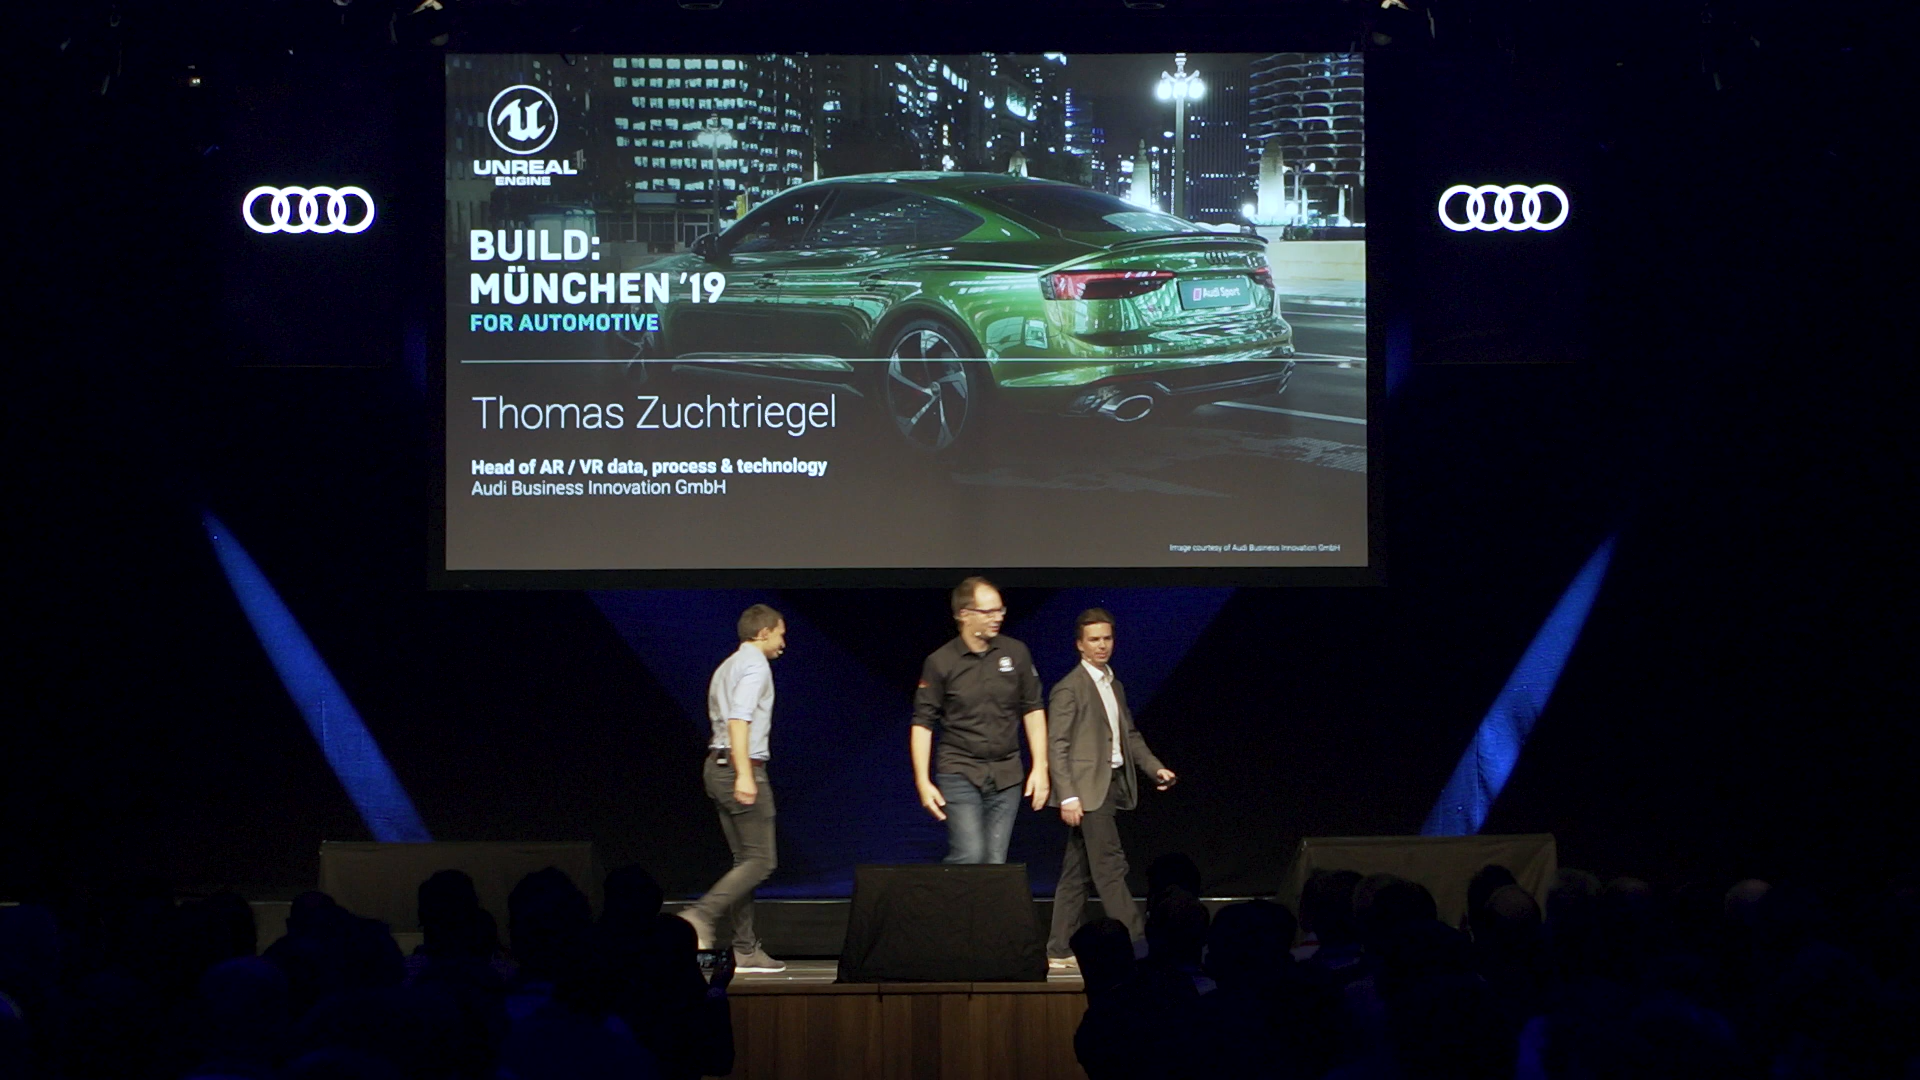 UNREAL
ENGINE
BUILD:
MÜNCHEN '19
FOR AUTOMOTIVE
Audi Sport
Thomas Zuchtriegel
Head of AR / VR data, process & technology
Audi Business Innovation GmbH
Image courtesy of Audi Business Innovation GmbH